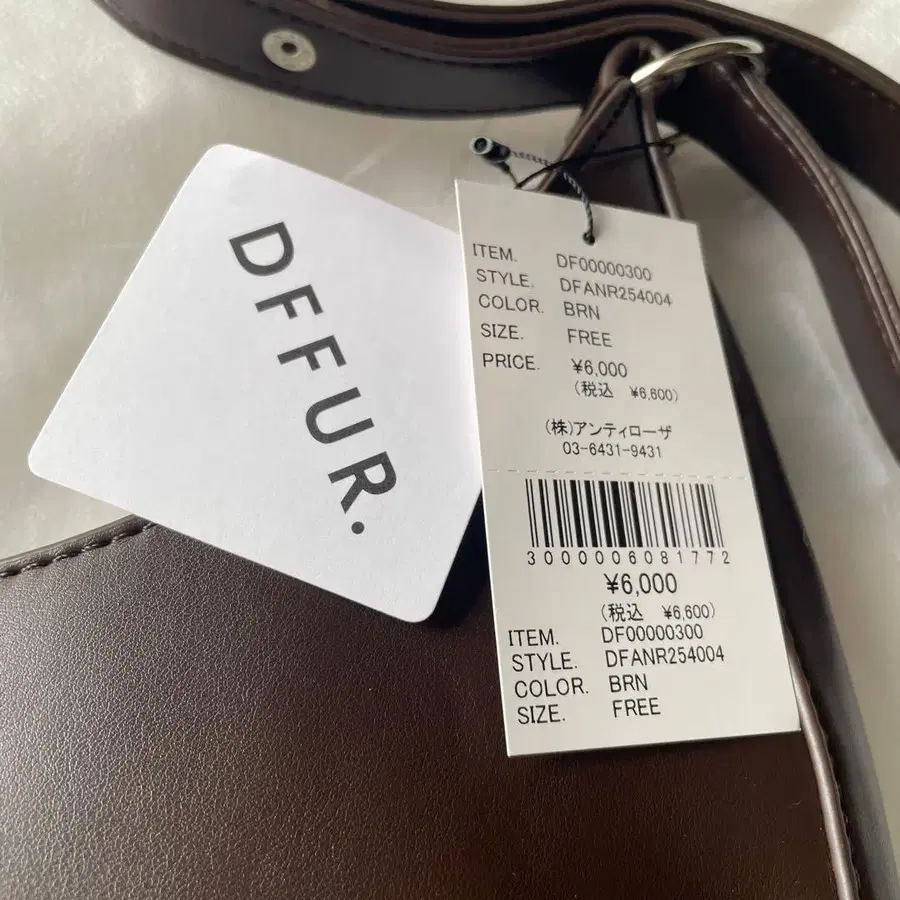 DFFUR.
ITEM. DF00000300
STYLE. DFANR254004
COLOR. BRN
SIZE. FREE
PRICE. ¥6,000
(税込 ¥6,600)
(株)アンティローザ
03-6431-9431
3000006081772
¥6,000
(税込 ¥6,600)
ITEM. DF00000300
STYLE. DFANR254004
COLOR. BRN
SIZE. FREE